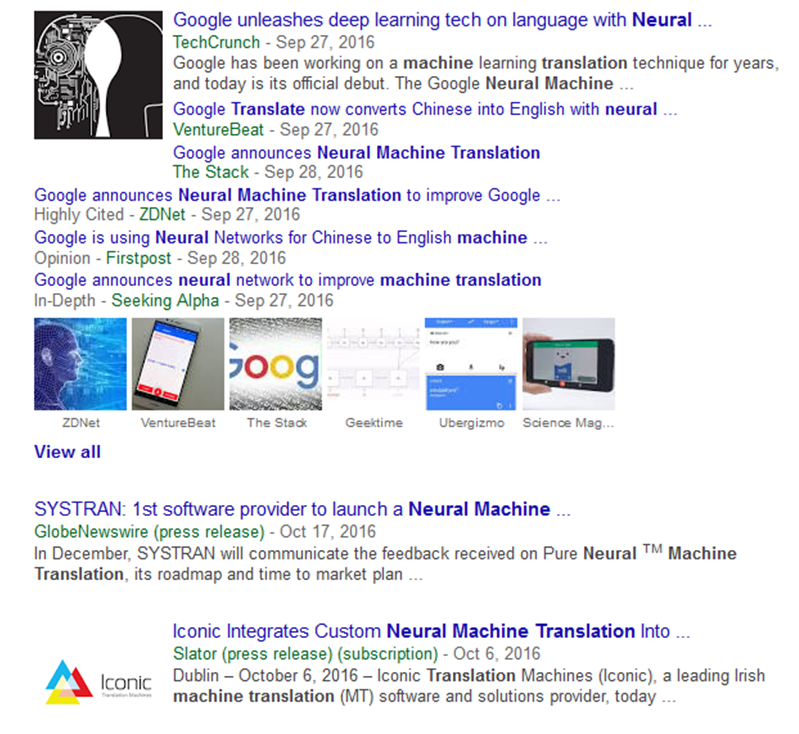 Google unleashes deep learning tech on language with Neural ...
TechCrunch - Sep 27, 2016
Google has been working on a machine learning translation technique for years,
and today is its official debut. The Google Neural Machine ...
Google Translate now converts Chinese into English with neural ...
VentureBeat - Sep 27, 2016
Google announces Neural Machine Translation
The Stack - Sep 28, 2016
Google announces Neural Machine Translation to improve Google ...
Highly Cited - ZDNet - Sep 27, 2016
Google is using Neural Networks for Chinese to English machine ...
Opinion - Firstpost - Sep 28, 2016
Google announces neural network to improve machine translation
In-Depth - Seeking Alpha - Sep 27, 2016
Goog
ZDNet VentureBeat The Stack Geektime Ubergizmo Science Mag...
View all
SYSTRAN: 1st software provider to launch a Neural Machine ...
GlobeNewswire (press release) - Oct 17, 2016
In December, SYSTRAN will communicate the feedback received on Pure Neural ™ Machine
Translation, its roadmap and time to market plan ...
Iconic Integrates Custom Neural Machine Translation Into ...
Slator (press release) (subscription) - Oct 6, 2016
Iconic
Translation Machines
Dublin – October 6, 2016 – Iconic Translation Machines (Iconic), a leading Irish
machine translation (MT) software and solutions provider, today ...